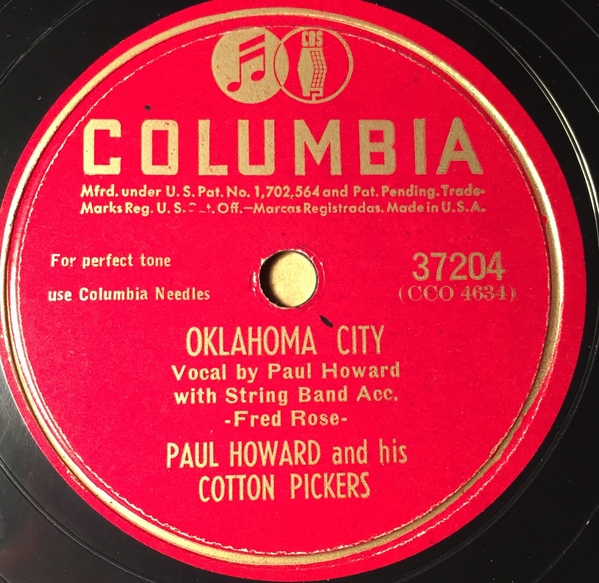 CBS
COLUMBIA
Mfrd. under U.S. Pat. No. 1,702,564 and Pat. Pending. Trade-
Marks Reg. U.S. Pat. Off.—Marcas Registradas. Made in U.S.A.
For perfect tone
use Columbia Needles
37204
(CCO 4634)
OKLAHOMA CITY
Vocal by Paul Howard
with String Band Acc.
-Fred Rose-
PAUL HOWARD and his
COTTON PICKERS